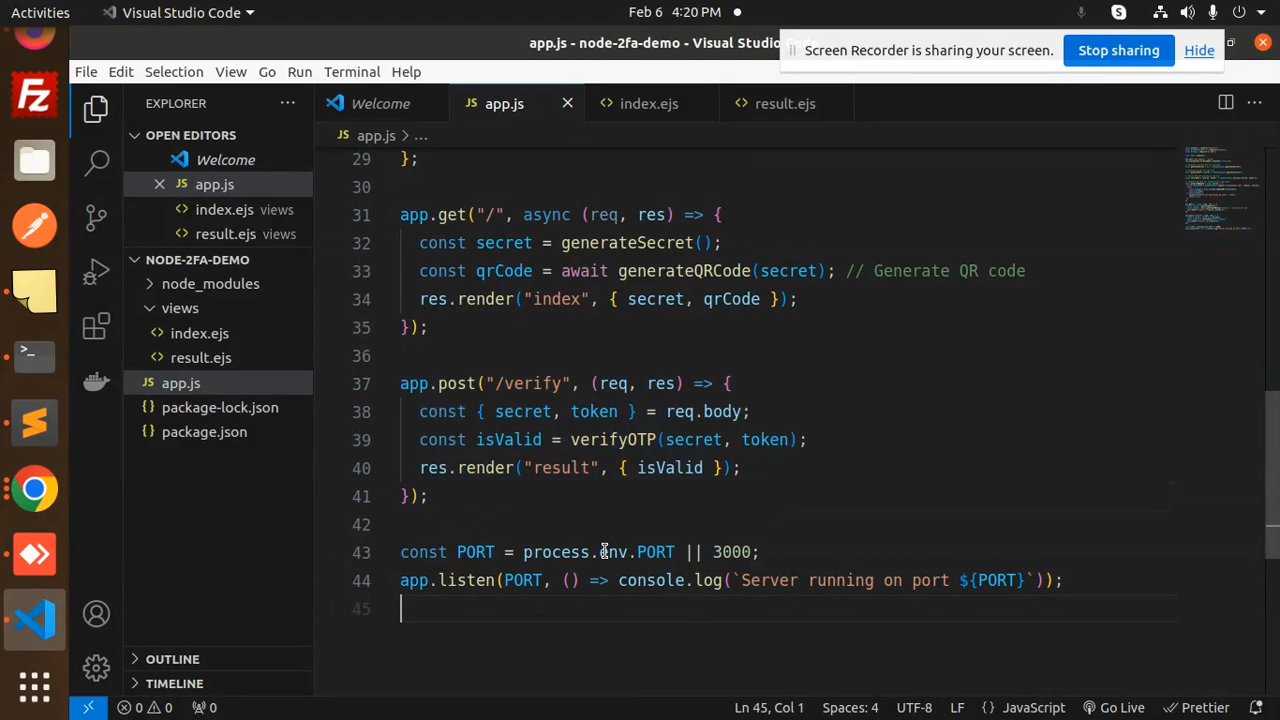 Activities
Visual Studio Code
Feb 6 4:20 PM
app.js - node-2fa-demo - Visual Studio Code
Screen Recorder is sharing your screen.
Stop sharing
Hide
File Edit Selection View Go Run Terminal Help
EXPLORER
OPEN EDITORS
Welcome
app.js
index.ejs views
result.ejs views
NODE-2FA-DEMO
node_modules
views
index.ejs
result.ejs
JS app.js
package-lock.json
package.json
OUTLINE
TIMELINE
Welcome
JS app.js
index.ejs
result.ejs
JS app.js > ...
29 };
30
31 app.get("/", async (req, res) => {
32 const secret = generateSecret();
33 const qrCode = await generateQRCode(secret); // Generate QR code
34 res.render("index", { secret, qrCode });
35 });
36
37 app.post("/verify", (req, res) => {
38 const { secret, token } = req.body;
39 const isValid = verifyOTP(secret, token);
40 res.render("result", { isValid });
41 });
42
43 const PORT = process.env.PORT || 3000;
44 app.listen(PORT, () => console.log(`Server running on port ${PORT}`));
45
0 0 0 Ln 45, Col 1 Spaces: 4 UTF-8 LF { } JavaScript Go Live Prettier